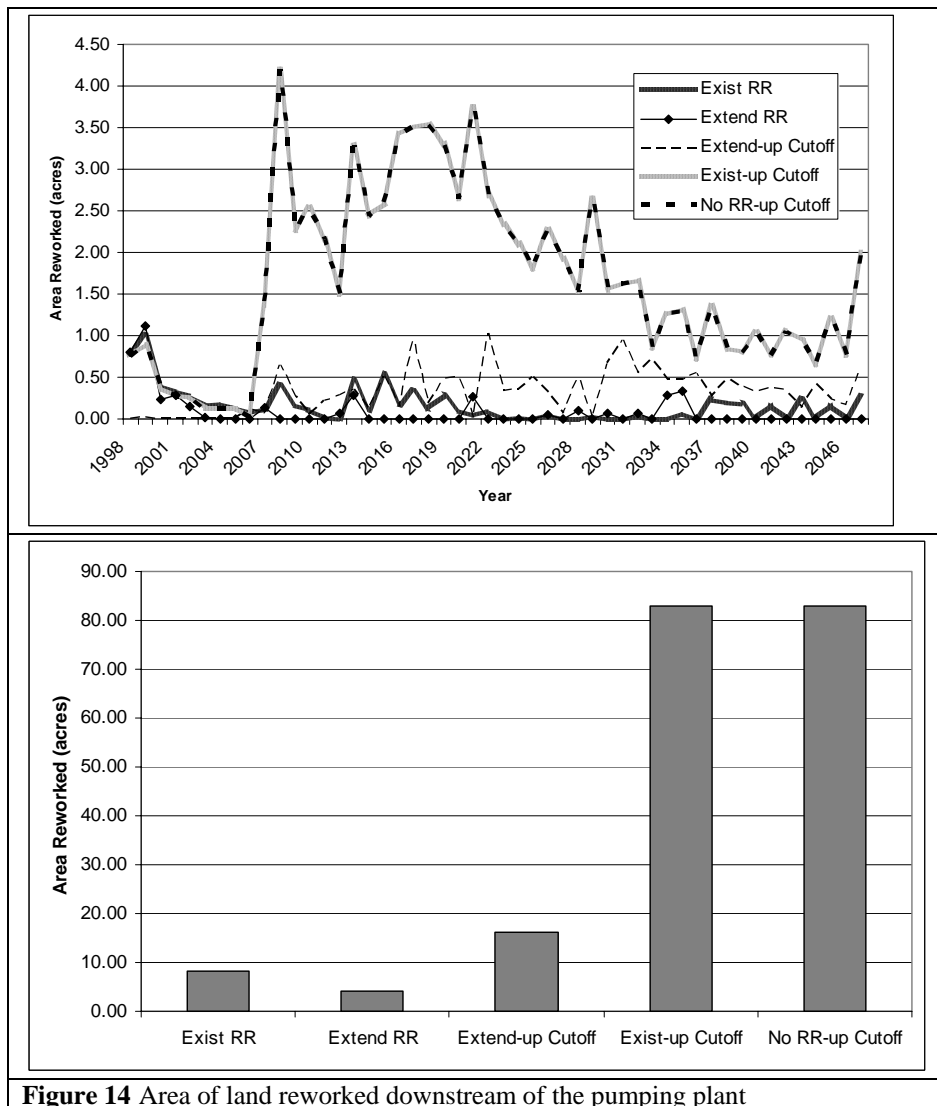 4.50
4.00
3.50
3.00
2.50
2.00
1.50
1.00
0.50
0.00
Area Reworked (acres)
Exist RR
Extend RR
Extend-up Cutoff
Exist-up Cutoff
No RR-up Cutoff
1998 2001 2004 2007 2010 2013 2016 2019 2022 2025 2028 2031 2034 2037 2040 2043 2046
Year
90.00
80.00
70.00
60.00
50.00
40.00
30.00
20.00
10.00
0.00
Area Reworked (acres)
Exist RR Extend RR Extend-up Cutoff Exist-up Cutoff No RR-up Cutoff
Figure 14 Area of land reworked downstream of the pumping plant